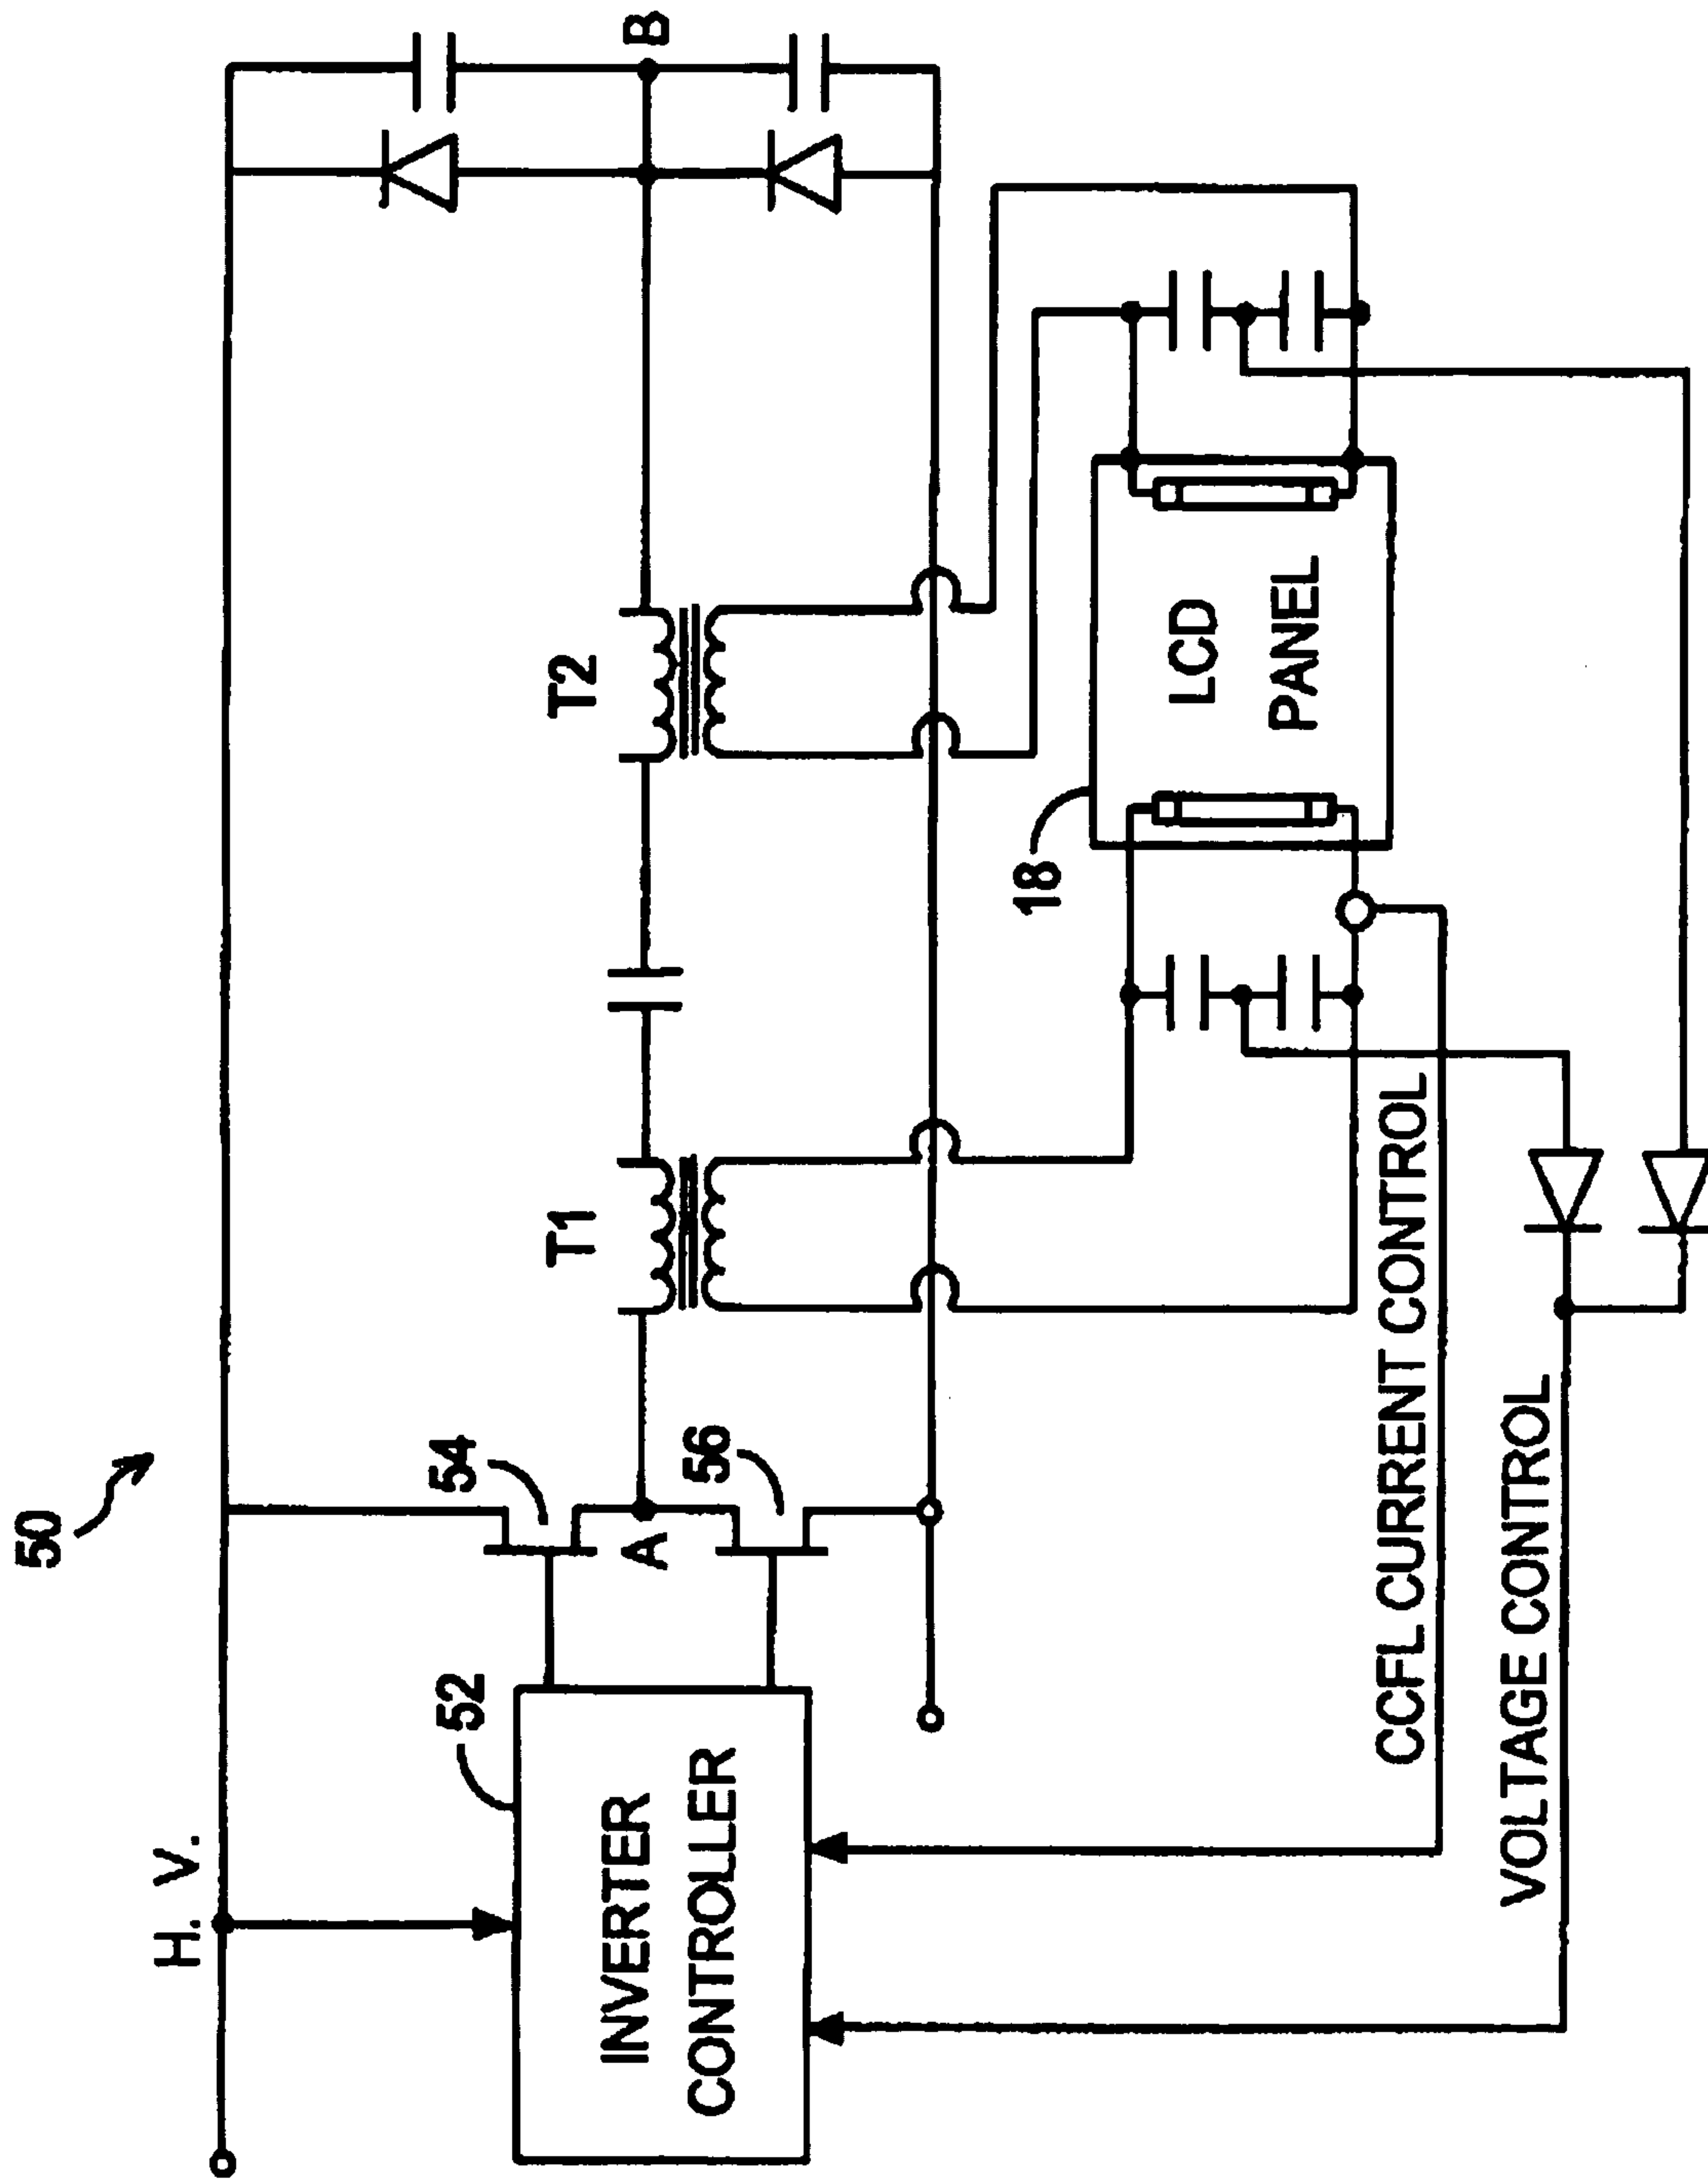 50
H. V.
52
54
A
56
T1
T2
B
INVERTER
CONTROLLER
18
LCD
PANEL
CCFL CURRENT CONTROL
VOLTAGE CONTROL